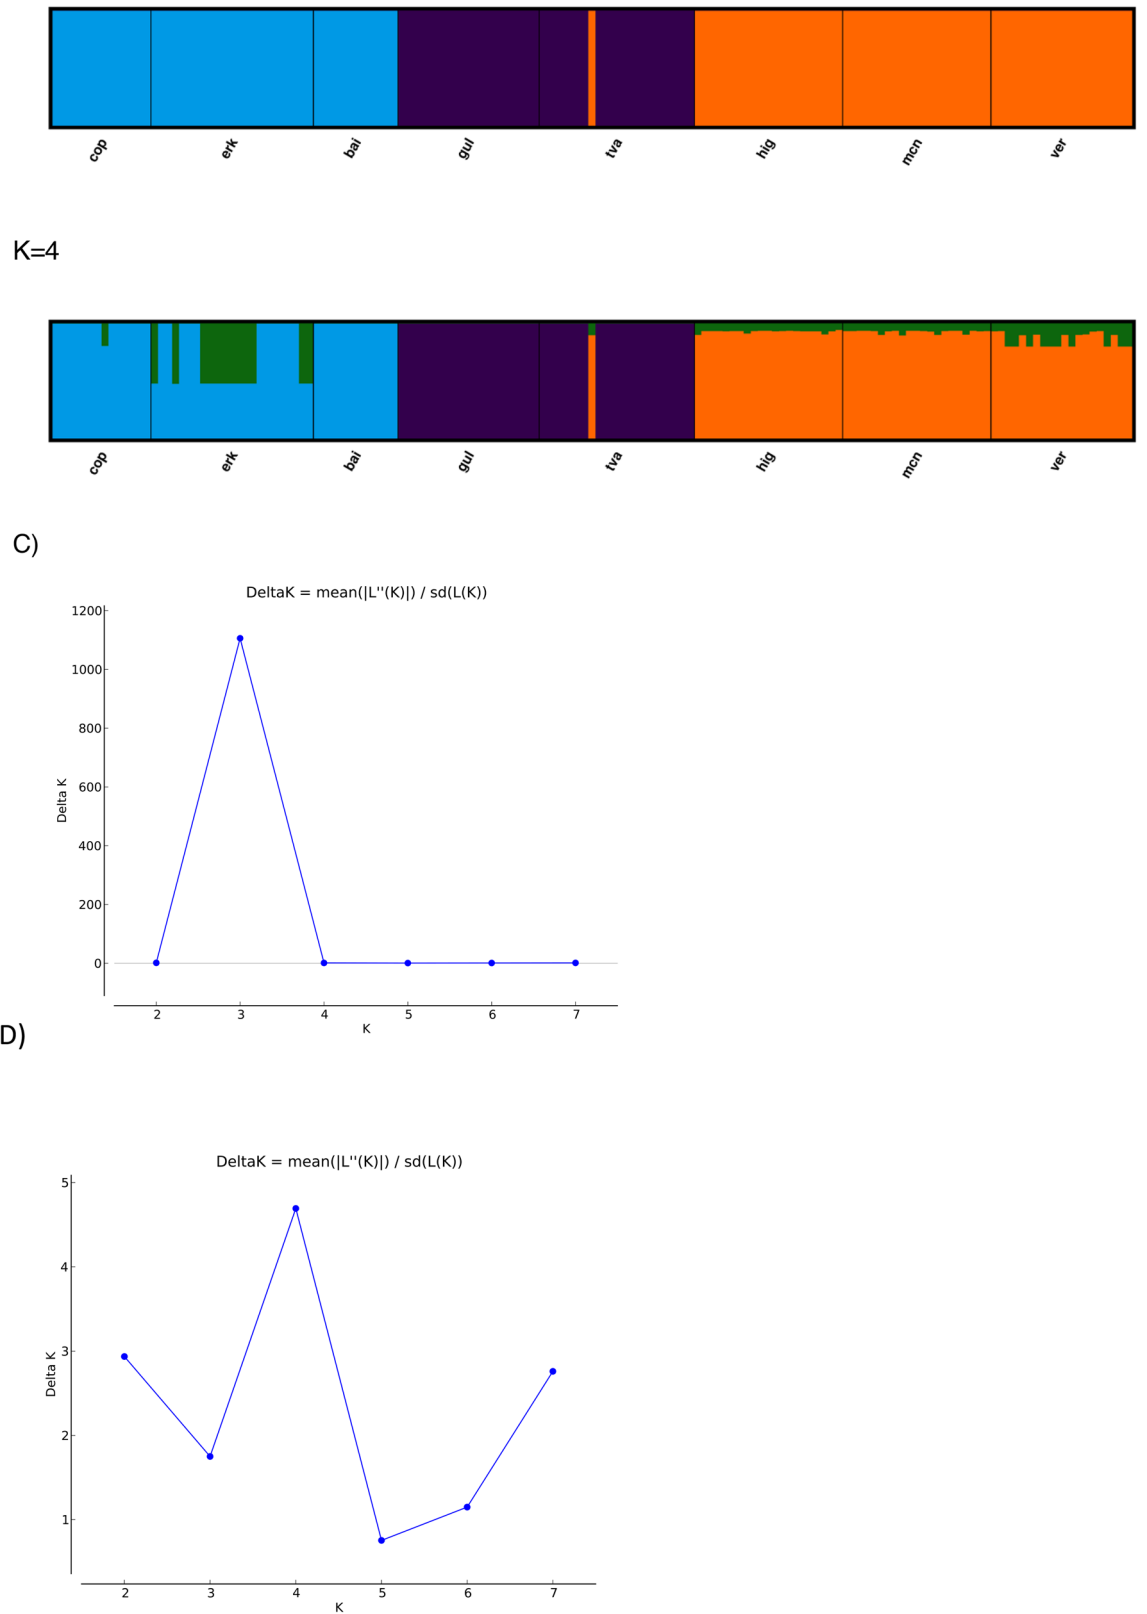 cop erk bai gul tva hig mcn ver
K=4
cop erk bai gul tva hig mcn ver
C)
DeltaK = mean(|L''(K)|) / sd(L(K))
1200
1000
800
600
400
200
0
Delta K
2 3 4 5 6 7
K
D)
DeltaK = mean(|L''(K)|) / sd(L(K))
5
4
3
2
1
Delta K
2 3 4 5 6 7
K